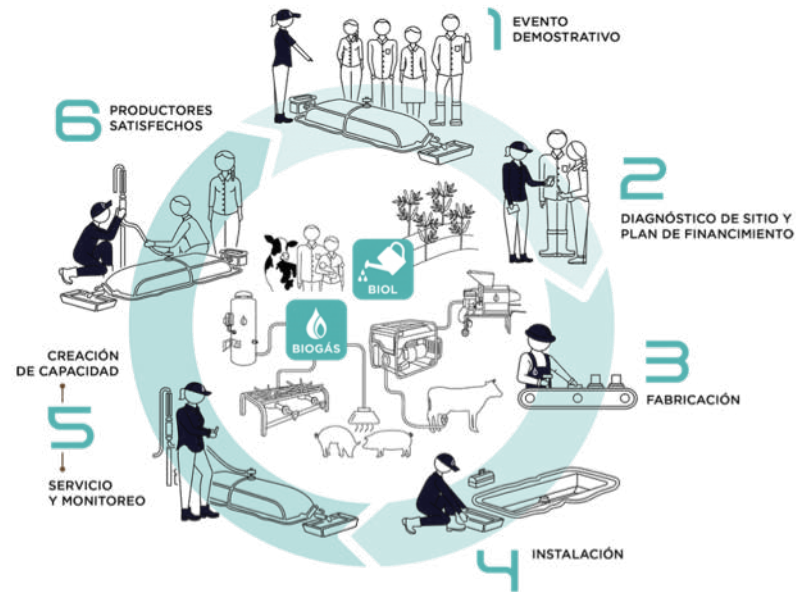 1
EVENTO
DEMOSTRATIVO
2
DIAGNÓSTICO DE SITIO Y
PLAN DE FINANCIMIENTO
3
FABRICACIÓN
4
INSTALACIÓN
CREACIÓN
DE CAPACIDAD
5
SERVICIO
Y MONITOREO
6
PRODUCTORES
SATISFECHOS
BIOL
BIOGÁS